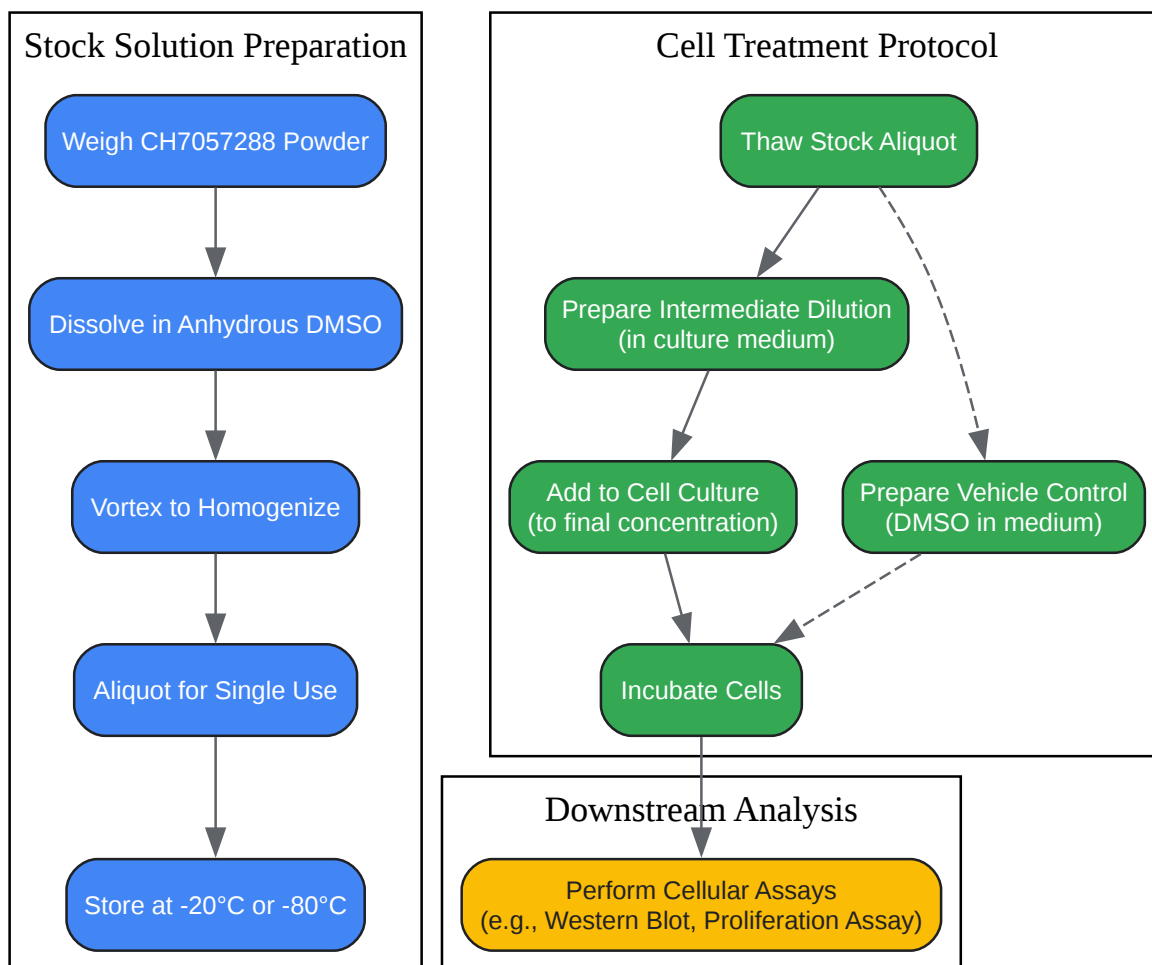 Stock Solution Preparation
Weigh CH7057288 Powder
Dissolve in Anhydrous DMSO
Vortex to Homogenize
Aliquot for Single Use
Store at -20°C or -80°C
Cell Treatment Protocol
Thaw Stock Aliquot
Prepare Intermediate Dilution
(in culture medium)
Add to Cell Culture
(to final concentration)
Prepare Vehicle Control
(DMSO in medium)
Incubate Cells
Downstream Analysis
Perform Cellular Assays
(e.g., Western Blot, Proliferation Assay)